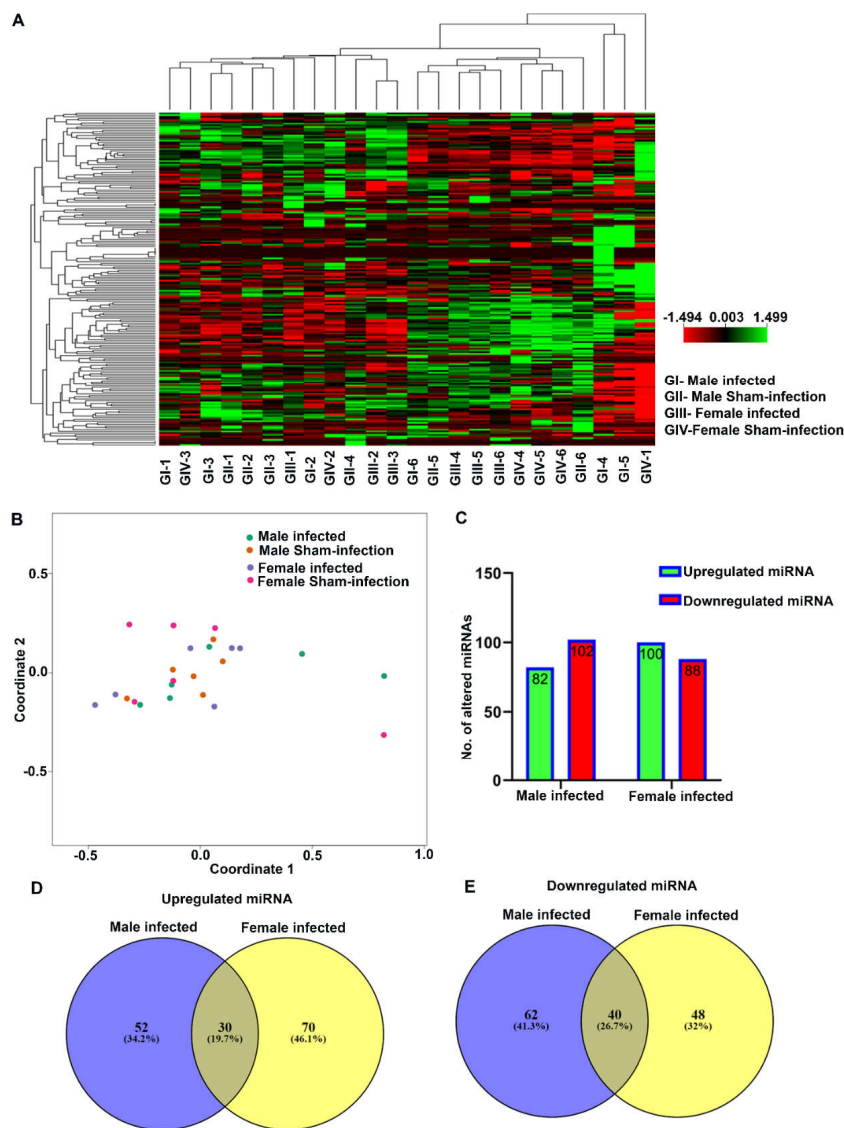 A
-1.494 0.003 1.499
GI- Male infected
GII- Male Sham-infection
GIII- Female infected
GIV-Female Sham-infection
GI-1
GIV-3
GI-3
GII-1
GII-2
GII-3
GIII-1
GI-2
GIV-2
GII-4
GIII-2
GIII-3
GI-6
GII-5
GIII-4
GIII-5
GIII-6
GIV-4
GIV-5
GIV-6
GII-6
GI-4
GI-5
GIV-1
B
Male infected
Male Sham-infection
Female infected
Female Sham-infection
Coordinate 2
0.5
0.0
-0.5
-0.5 0.0 0.5 1.0
Coordinate 1
C
Upregulated miRNA
Downregulated miRNA
No. of altered miRNAs
150
100
50
0
82
102
100
88
Male infected Female infected
D
Upregulated miRNA
Male infected Female infected
52 30 70
(34.2%) (19.7%) (46.1%)
E
Downregulated miRNA
Male infected Female infected
62 40 48
(41.3%) (26.7%) (32%)